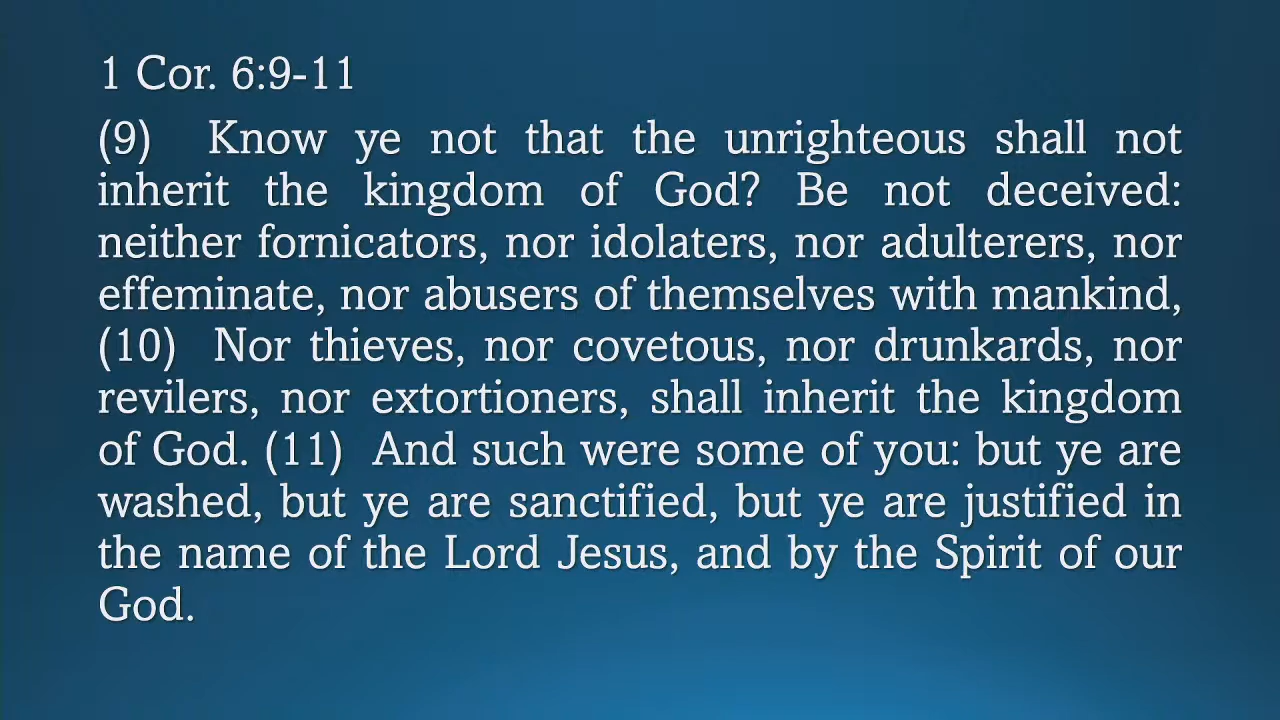 1 Cor. 6:9-11
(9) Know ye not that the unrighteous shall not
inherit the kingdom of God? Be not deceived:
neither fornicators, nor idolaters, nor adulterers, nor
effeminate, nor abusers of themselves with mankind,
(10) Nor thieves, nor covetous, nor drunkards, nor
revilers, nor extortioners, shall inherit the kingdom
of God. (11) And such were some of you: but ye are
washed, but ye are sanctified, but ye are justified in
the name of the Lord Jesus, and by the Spirit of our
God.